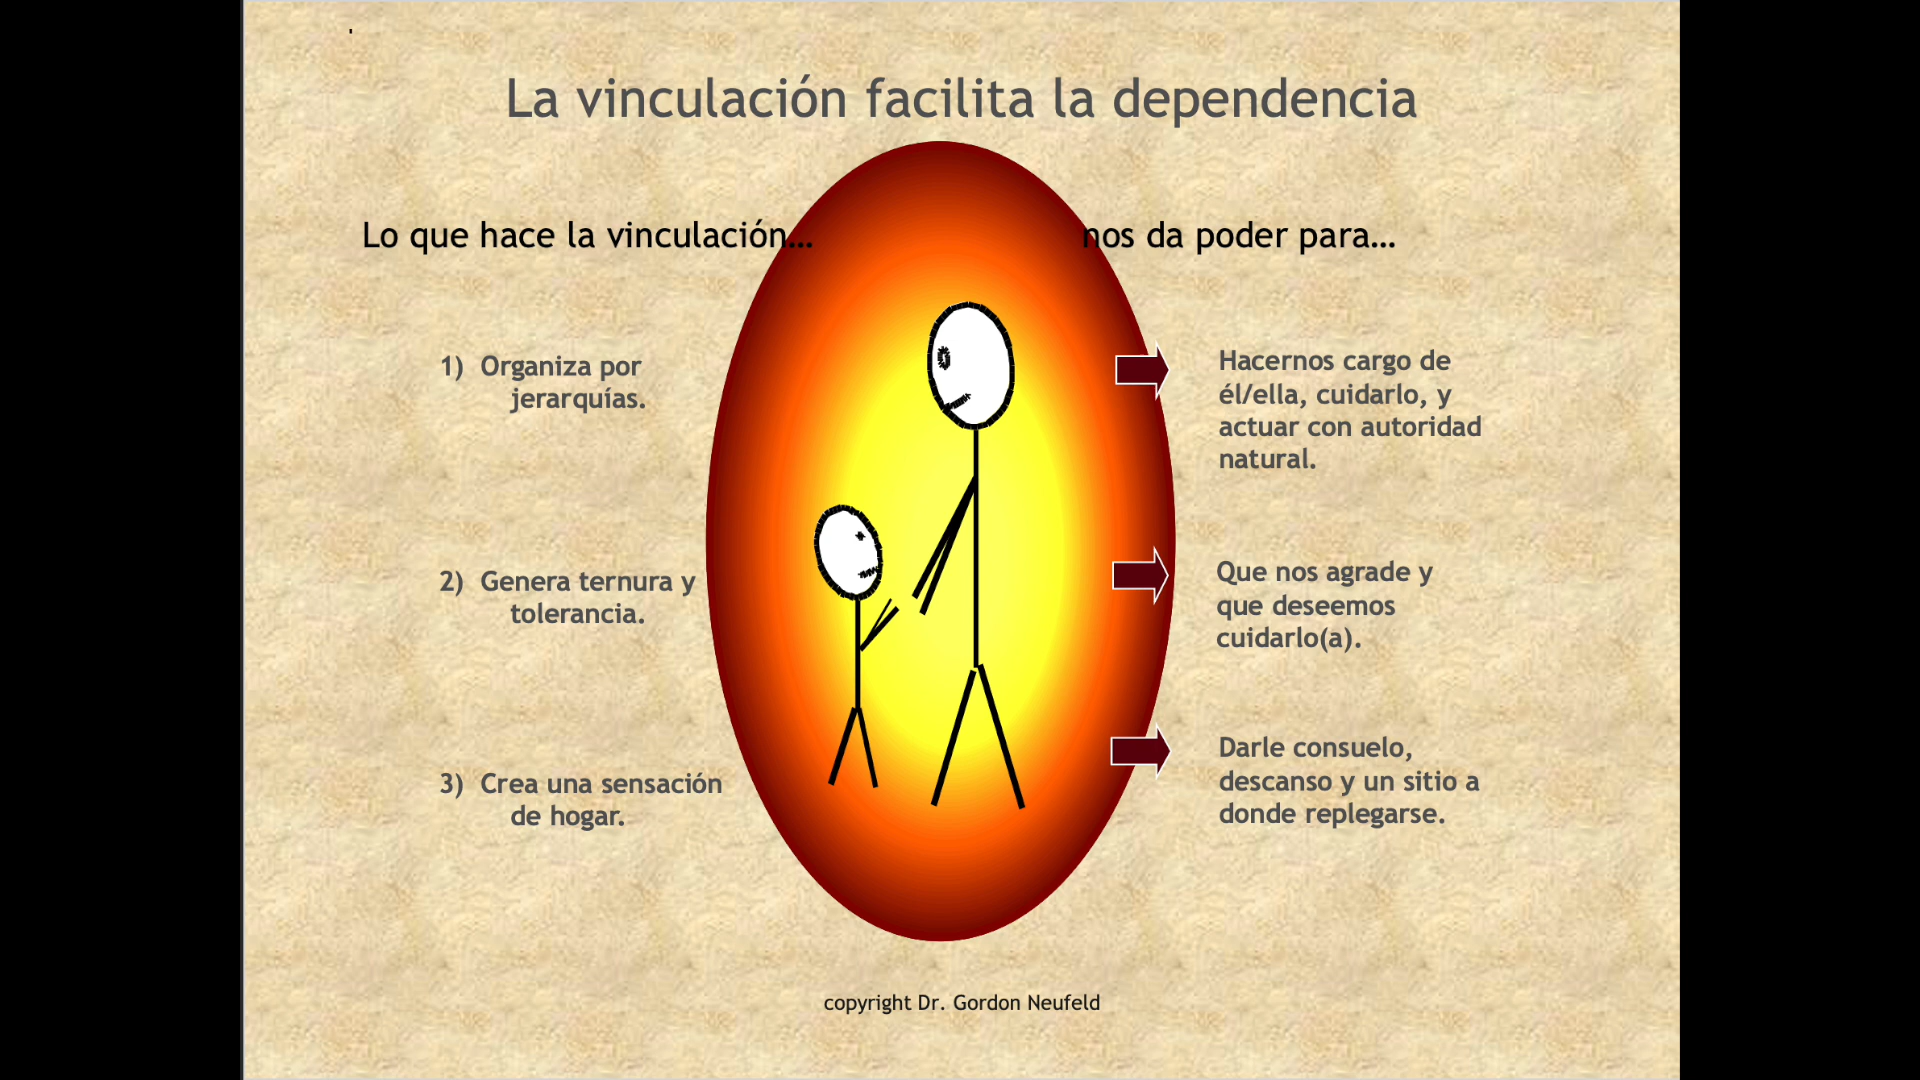 La vinculación facilita la dependencia
Lo que hace la vinculación...
nos da poder para...
1) Organiza por
jerarquías.
Hacernos cargo de
él/ella, cuidarlo, y
actuar con autoridad
natural.
2) Genera ternura y
tolerancia.
Que nos agrade y
que deseemos
cuidarlo(a).
3) Crea una sensación
de hogar.
Darle consuelo,
descanso y un sitio a
donde replegarse.
copyright Dr. Gordon Neufeld